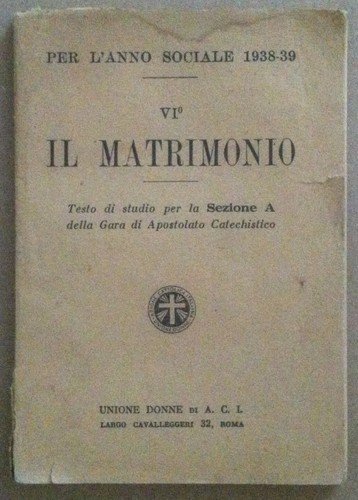 PER L'ANNO SOCIALE 1938-39
VIº
IL MATRIMONIO
Testo di studio per la Sezione A
della Gara di Apostolato Catechistico
UNIONE DONNE DI A. C. I.
LARGO CAVALLEGGERI 32, ROMA